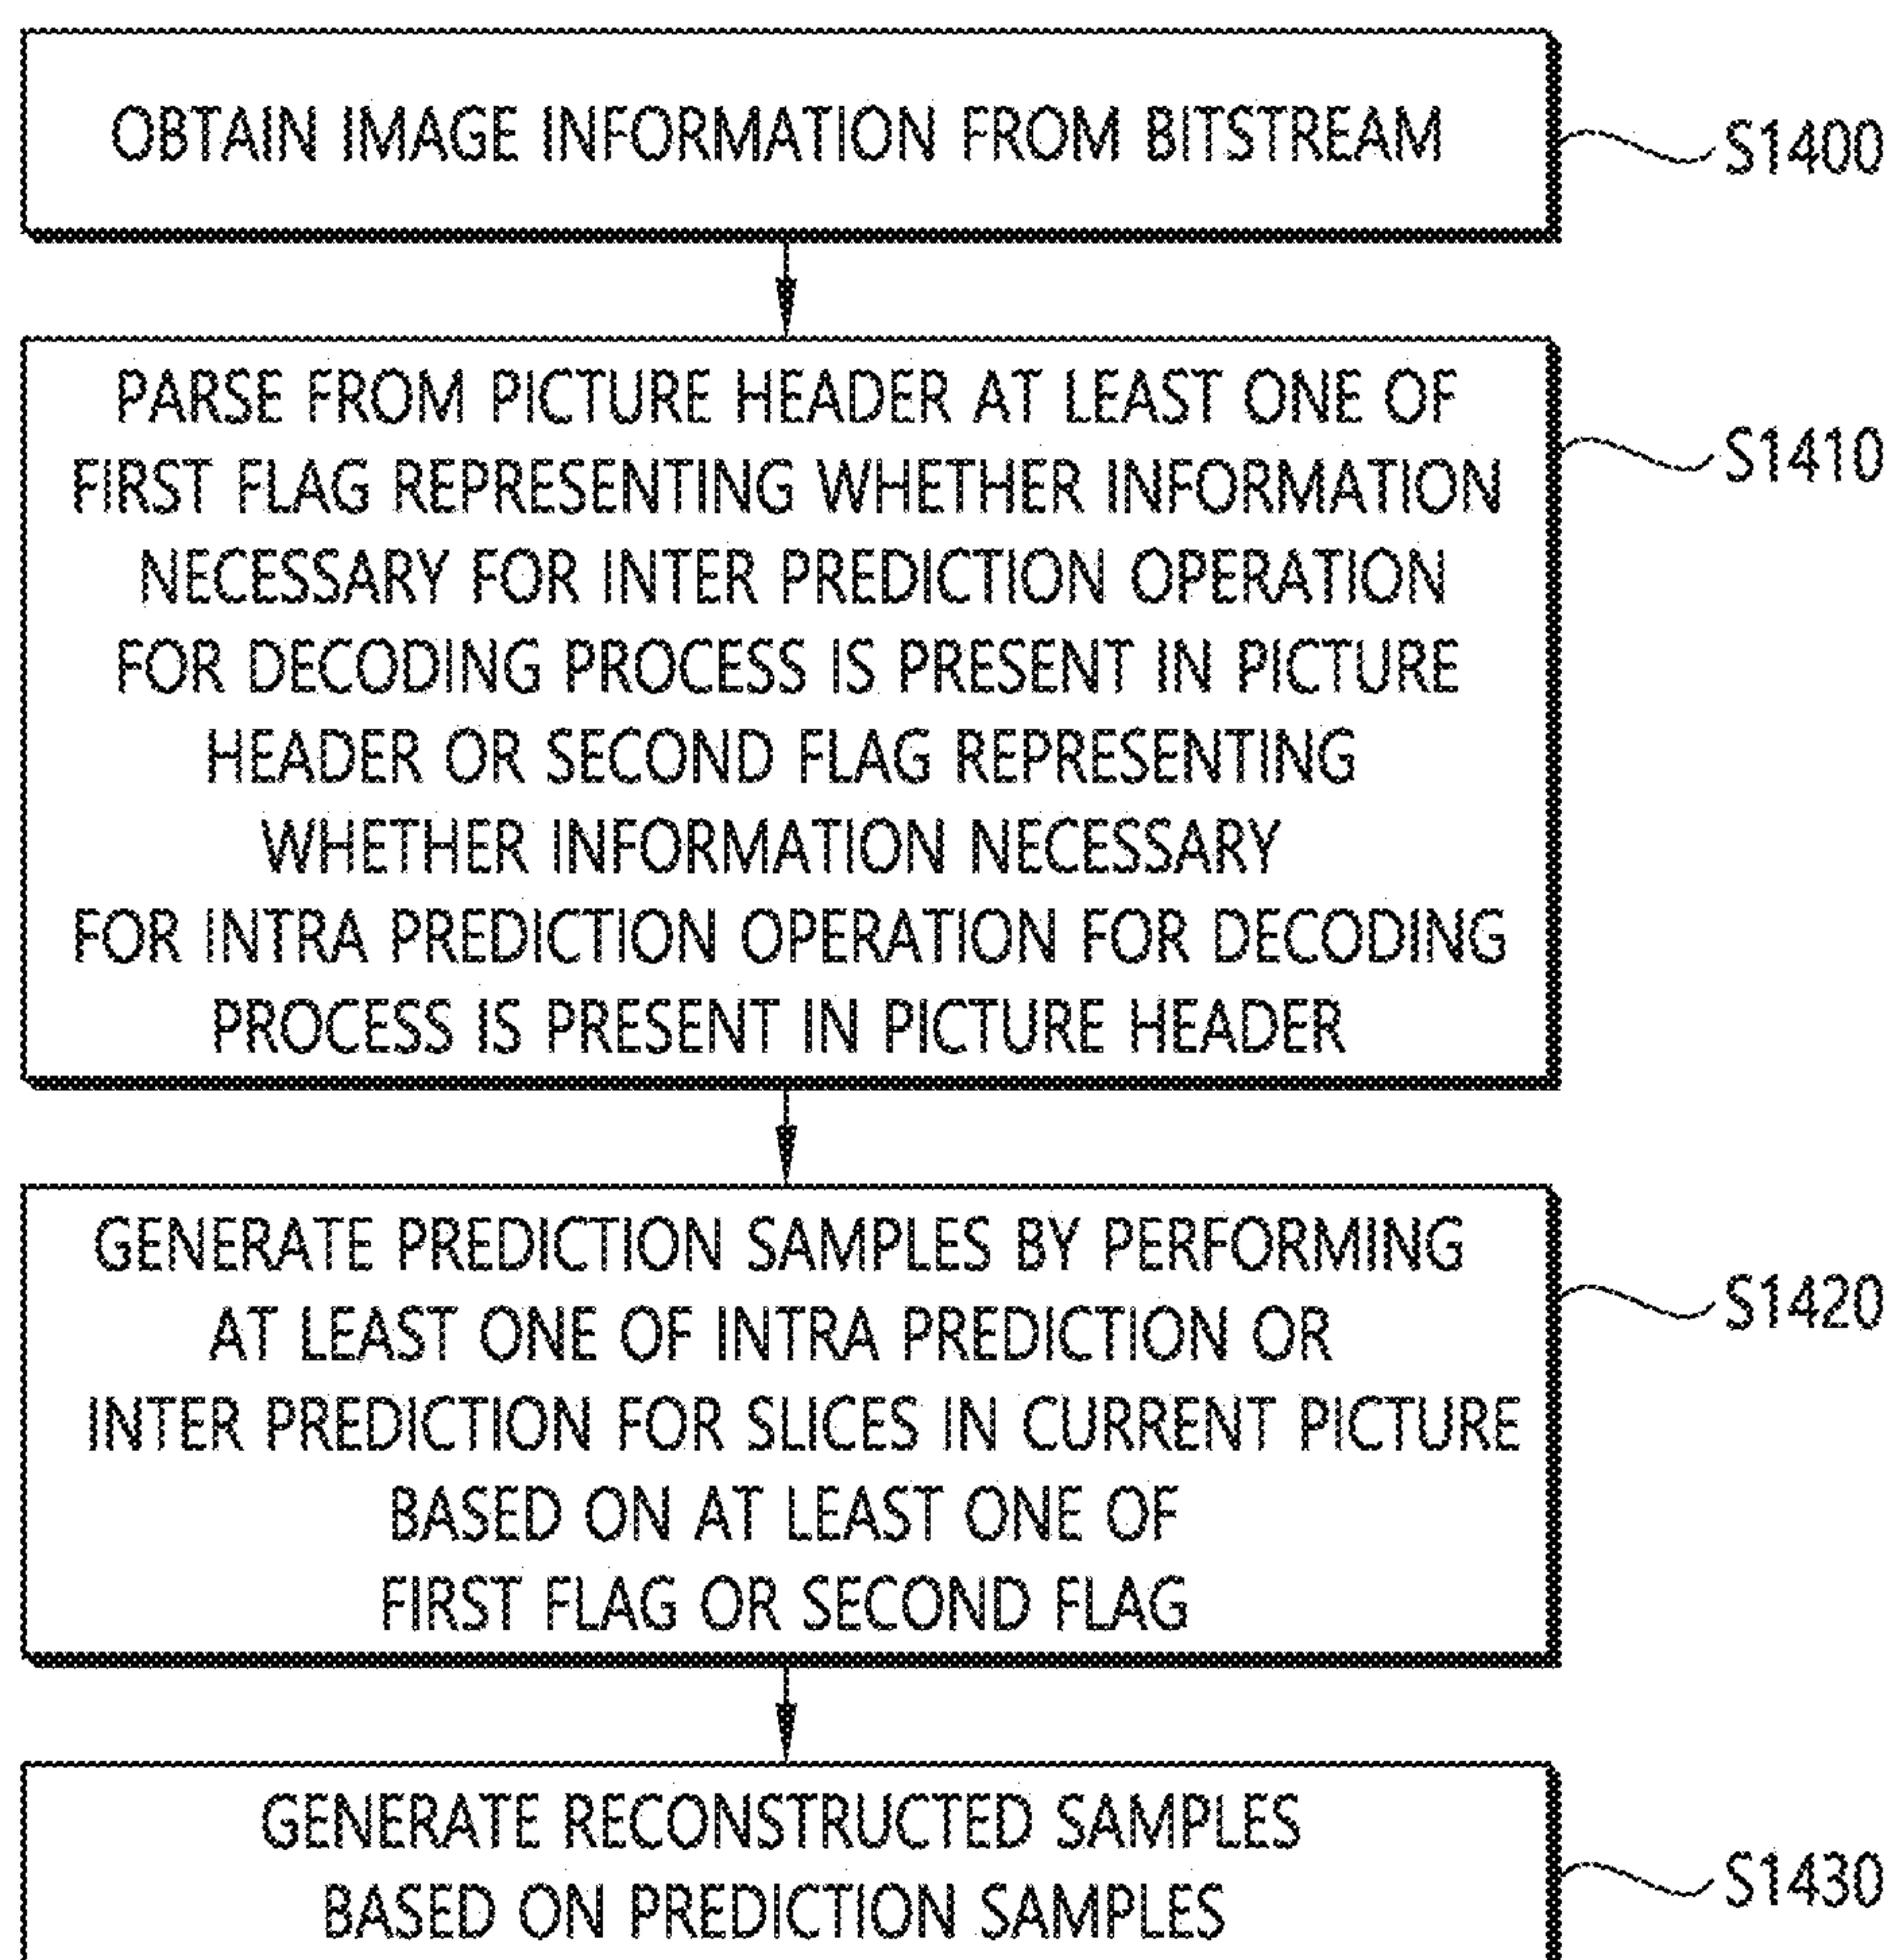 OBTAIN IMAGE INFORMATION FROM BITSTREAM
S1400
PARSE FROM PICTURE HEADER AT LEAST ONE OF
FIRST FLAG REPRESENTING WHETHER INFORMATION
NECESSARY FOR INTER PREDICTION OPERATION
FOR DECODING PROCESS IS PRESENT IN PICTURE
HEADER OR SECOND FLAG REPRESENTING
WHETHER INFORMATION NECESSARY
FOR INTRA PREDICTION OPERATION FOR DECODING
PROCESS IS PRESENT IN PICTURE HEADER
S1410
GENERATE PREDICTION SAMPLES BY PERFORMING
AT LEAST ONE OF INTRA PREDICTION OR
INTER PREDICTION FOR SLICES IN CURRENT PICTURE
BASED ON AT LEAST ONE OF
FIRST FLAG OR SECOND FLAG
S1420
GENERATE RECONSTRUCTED SAMPLES
BASED ON PREDICTION SAMPLES
S1430